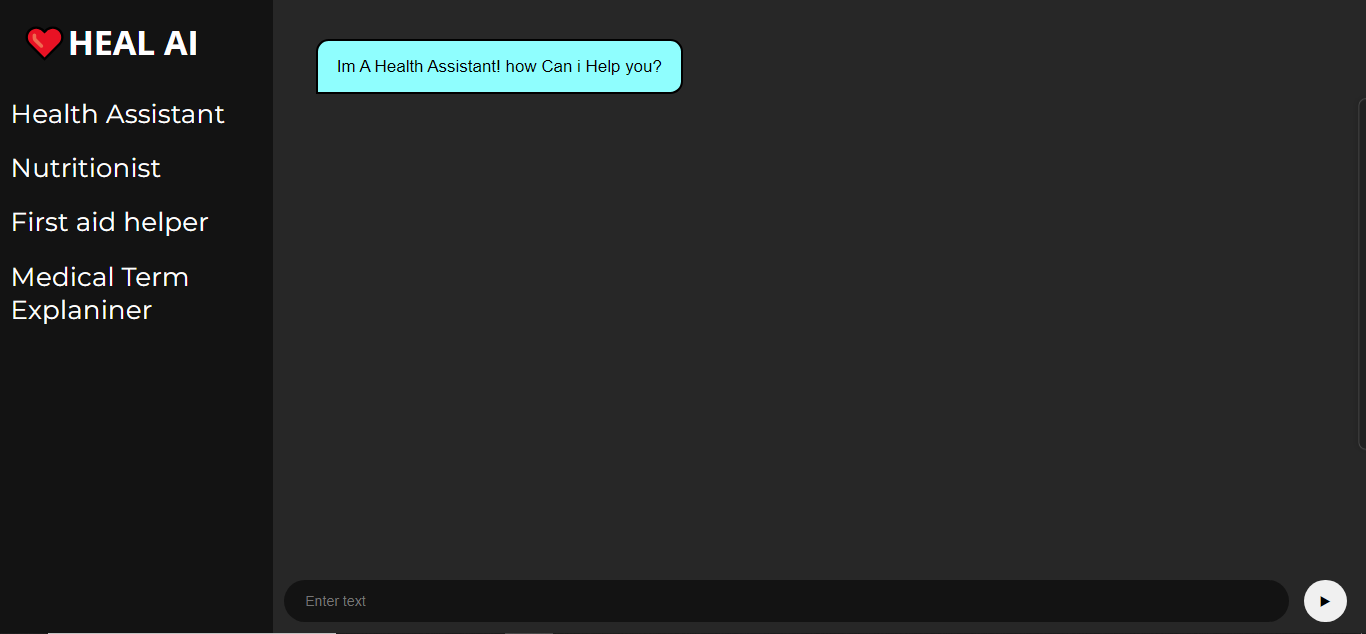 HEAL AI
Health Assistant
Nutritionist
First aid helper
Medical Term
Explaniner
Im A Health Assistant! how Can i Help you?
Enter text